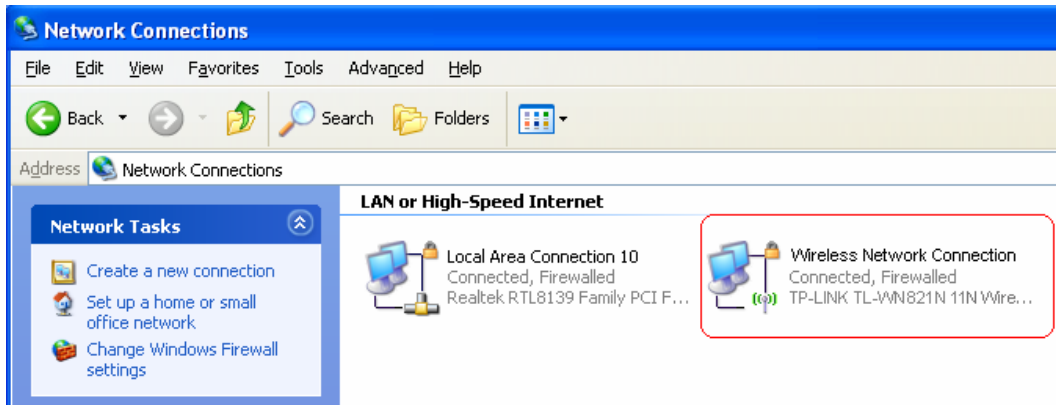 Network Connections
File Edit View Favorites Tools Advanced Help
Back Search Folders
Address Network Connections
Network Tasks
Create a new connection
Set up a home or small
office network
Change Windows Firewall
settings
LAN or High-Speed Internet
Local Area Connection 10
Connected, Firewalled
Realtek RTL8139 Family PCI F...
Wireless Network Connection
Connected, Firewalled
TP-LINK TL-WN821N 11N Wire...